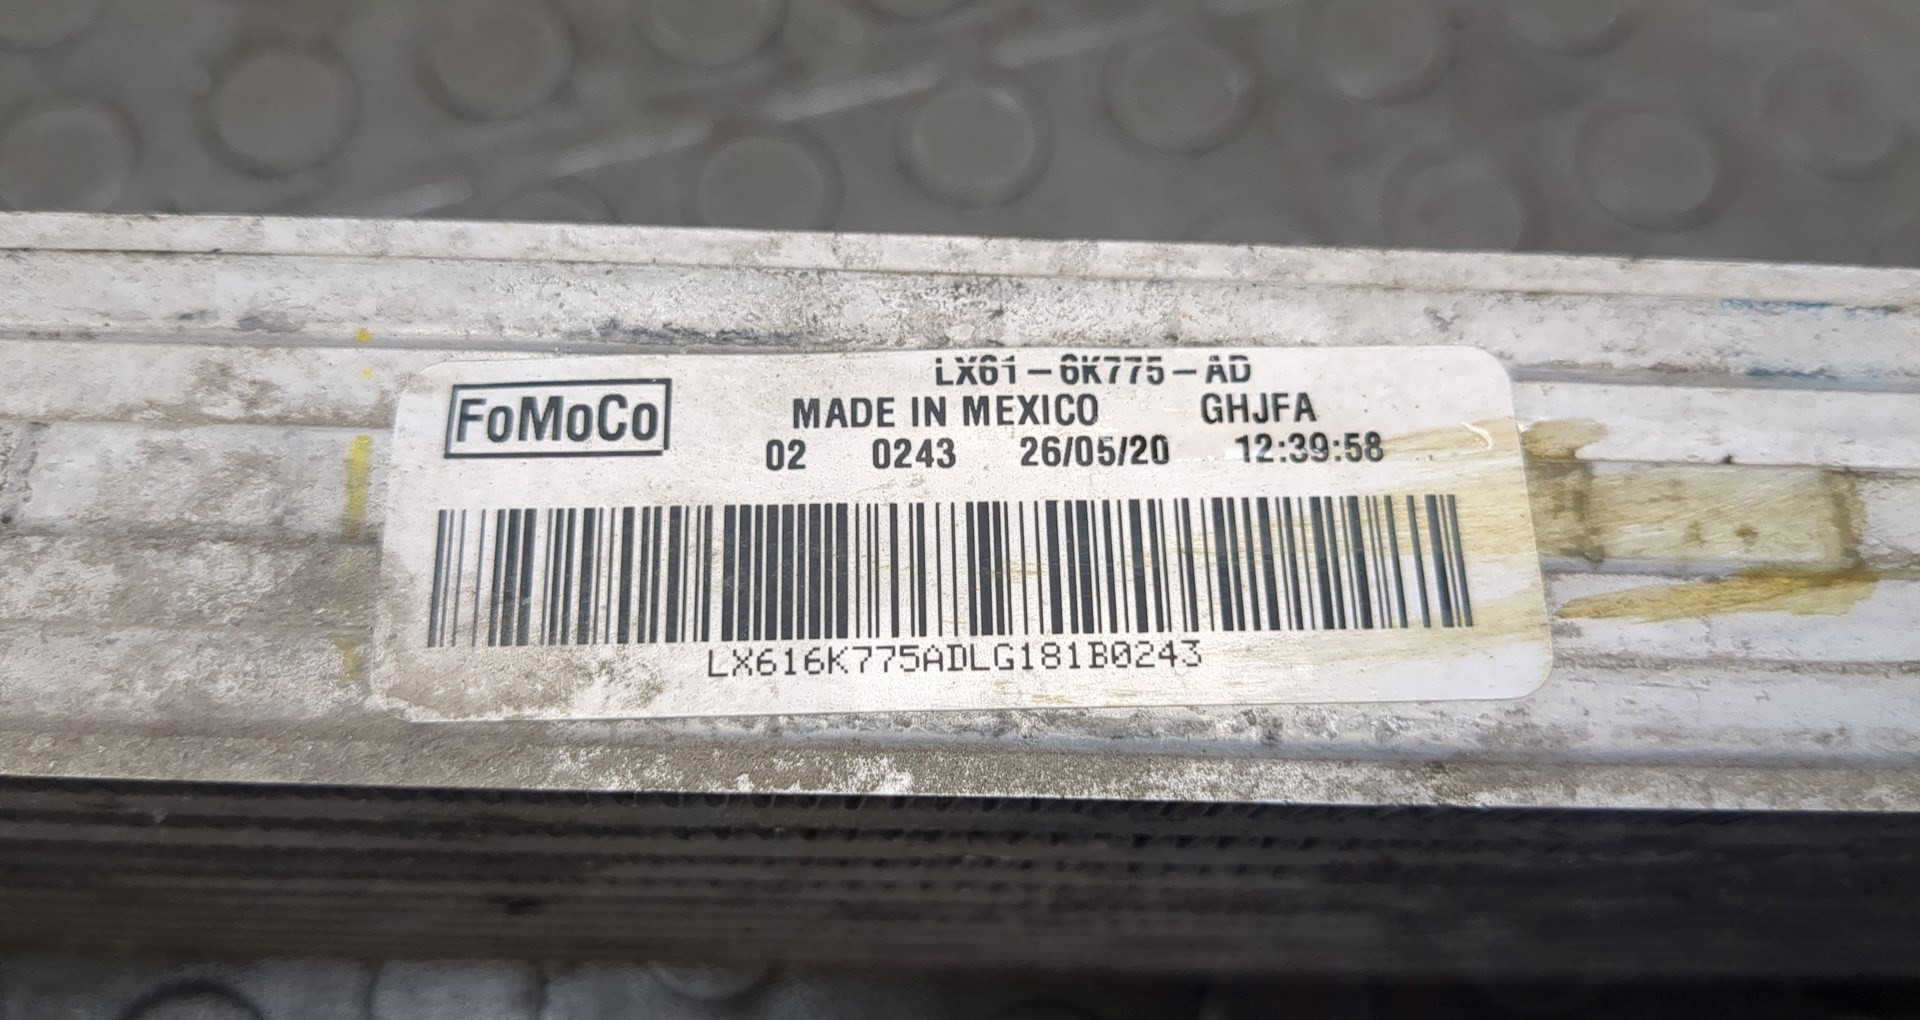 LX61-6K775-AD
FoMoCo MADE IN MEXICO GHJFA
02 0243 26/05/20 12:39:58
LX616K775ADLG181B0243